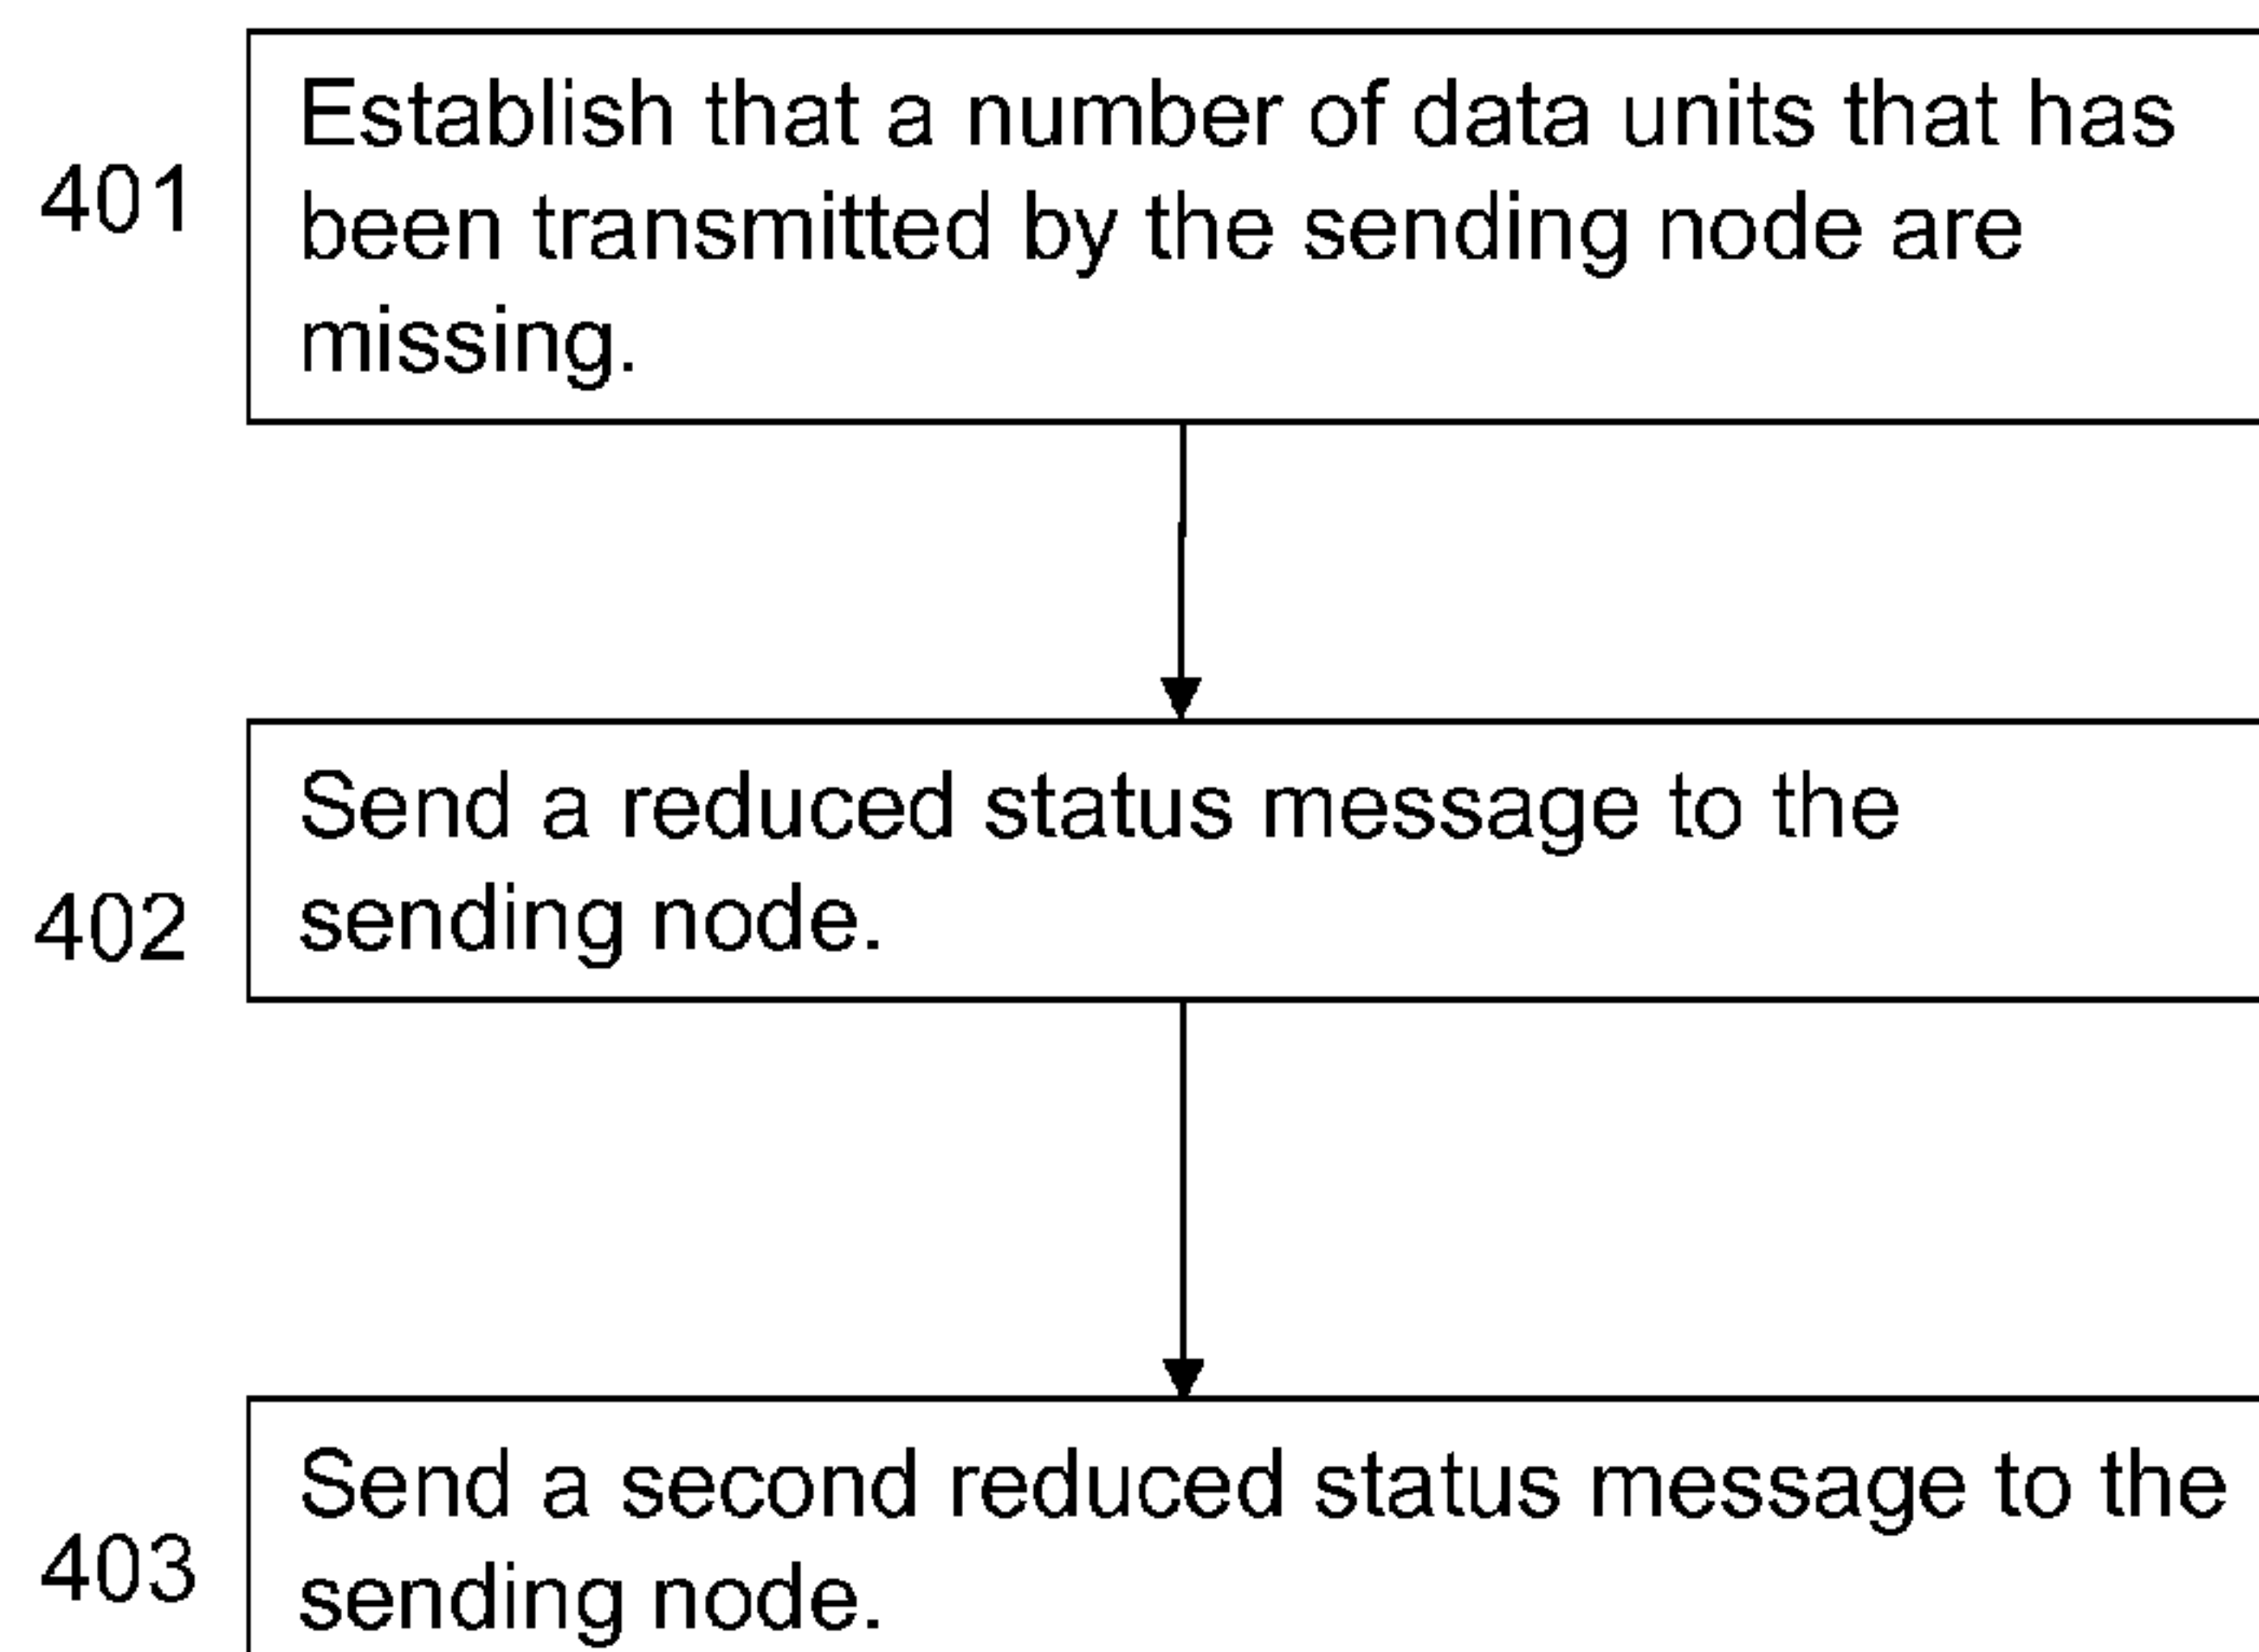 Establish that a number of data units that has
401
been transmitted by the sending node are
missing.
Send a reduced status message to the
402
sending node.
Send a second reduced status message to the
403
sending node.